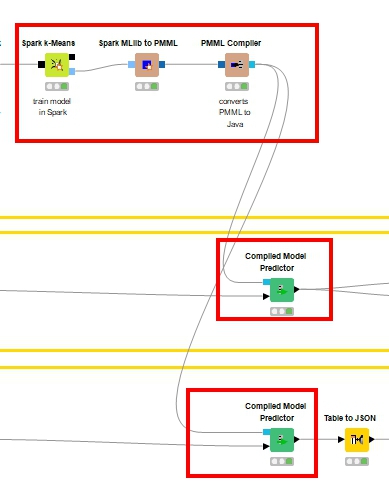 Spark k-Means
Spark MLlib to PMML
PMML Compiler
train model
in Spark
converts
PMML to
Java
Compiled Model
Predictor
Compiled Model
Predictor
Table to JSON